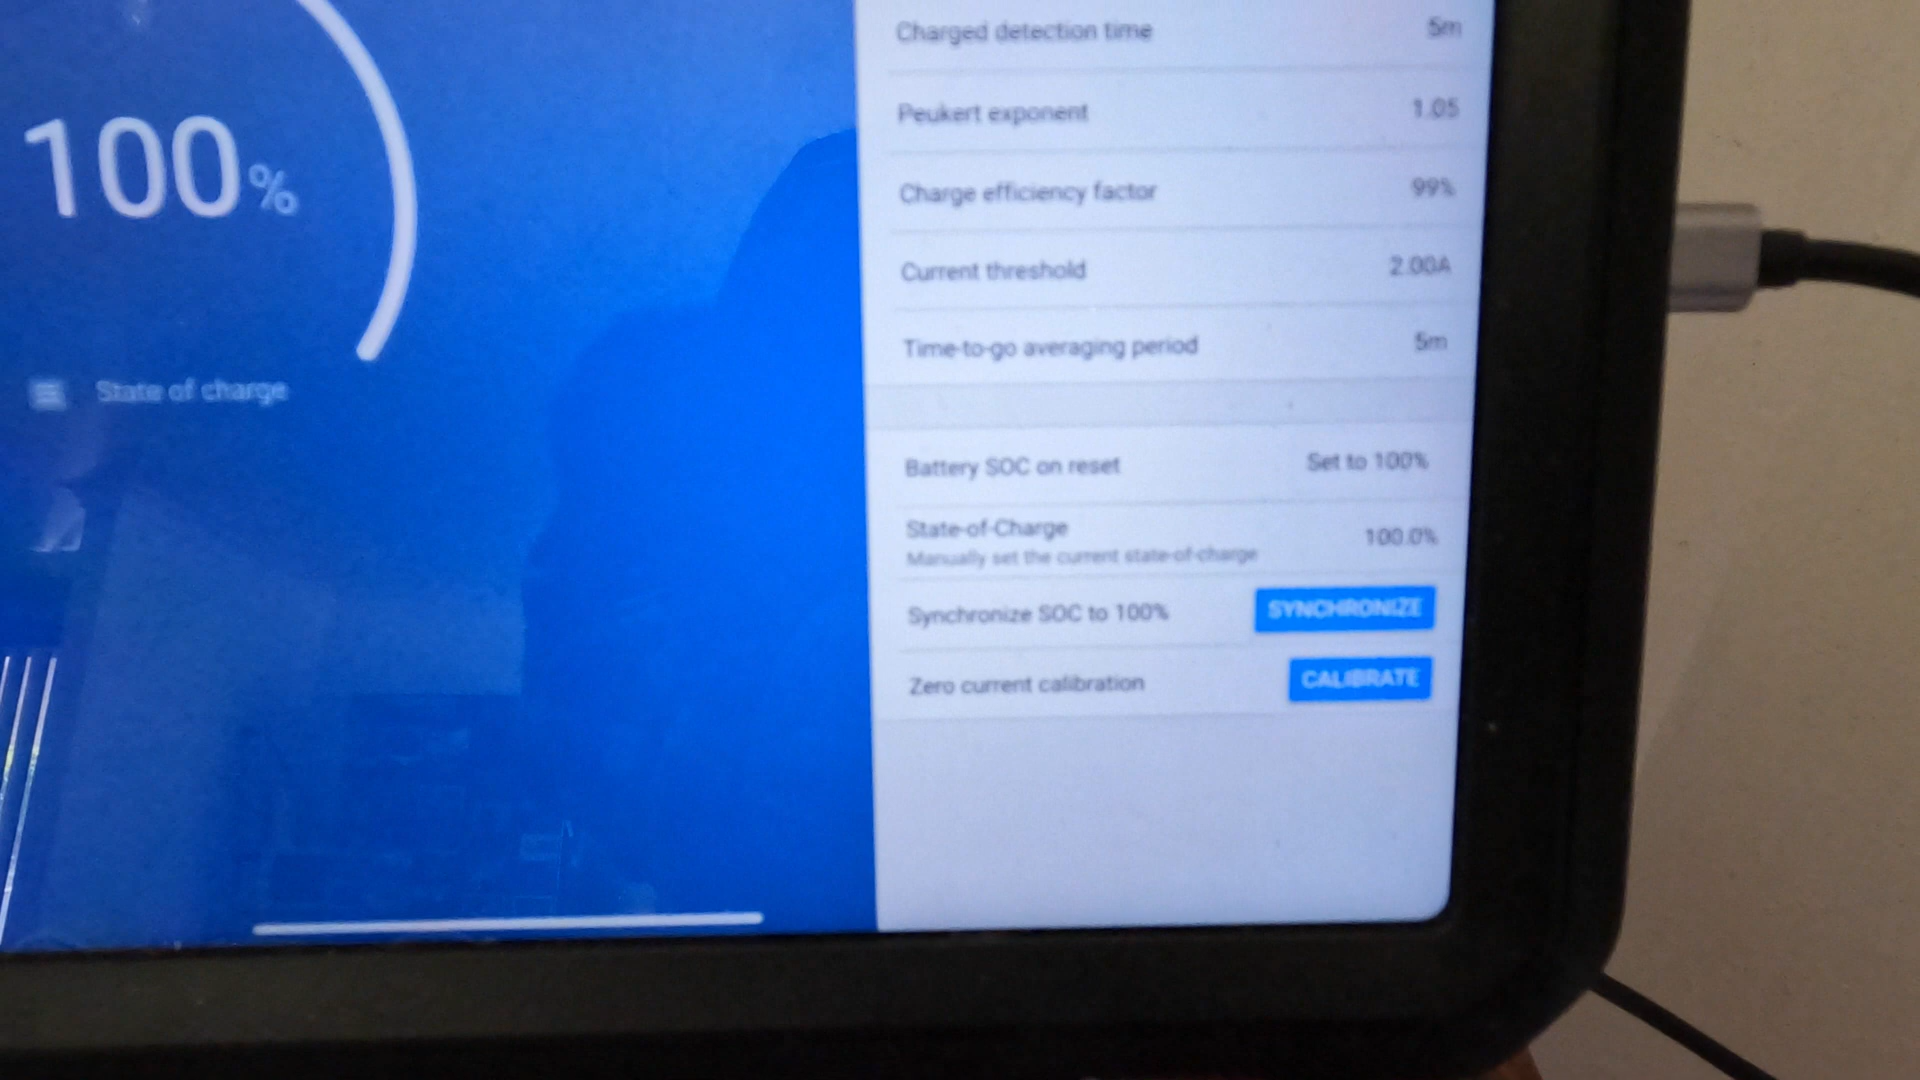 100%
State of charge
Charged detection time 5m
Peukert exponent 1.05
Charge efficiency factor 99%
Current threshold 2.00A
Time-to-go averaging period 5m
Battery SOC on reset Set to 100%
State-of-Charge 100.0%
Manually set the current state-of-charge
Synchronize SOC to 100% SYNCHRONIZE
Zero current calibration CALIBRATE